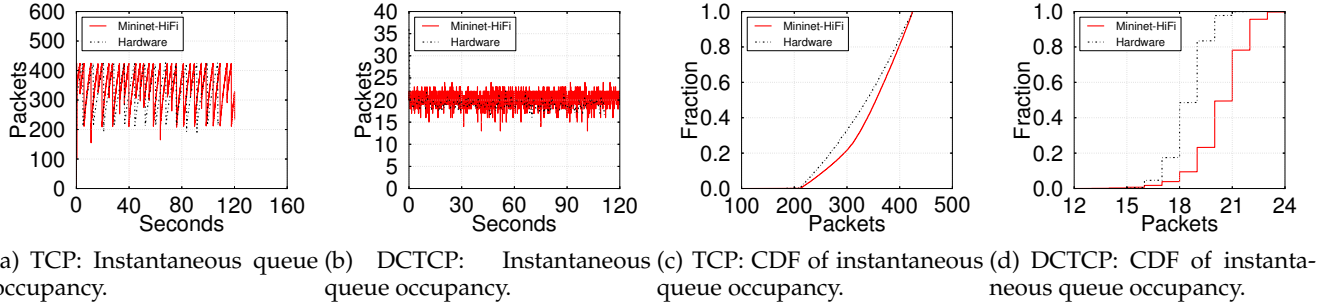 600
500
400
300
200
100
0
0 40 80 120 160
Packets
Seconds
Mininet-HiFi
Hardware
40
35
30
25
20
15
10
5
0
0 30 60 90 120
Packets
Seconds
Mininet-HiFi
Hardware
1.0
0.8
0.6
0.4
0.2
0.0
100 200 300 400 500
Fraction
Packets
Mininet-HiFi
Hardware
1.0
0.8
0.6
0.4
0.2
0.0
12 15 18 21 24
Fraction
Packets
Mininet-HiFi
Hardware
a) TCP: Instantaneous queue
occupancy.
(b) DCTCP: Instantaneous
queue occupancy.
(c) TCP: CDF of instantaneous
queue occupancy.
(d) DCTCP: CDF of instanta-
neous queue occupancy.